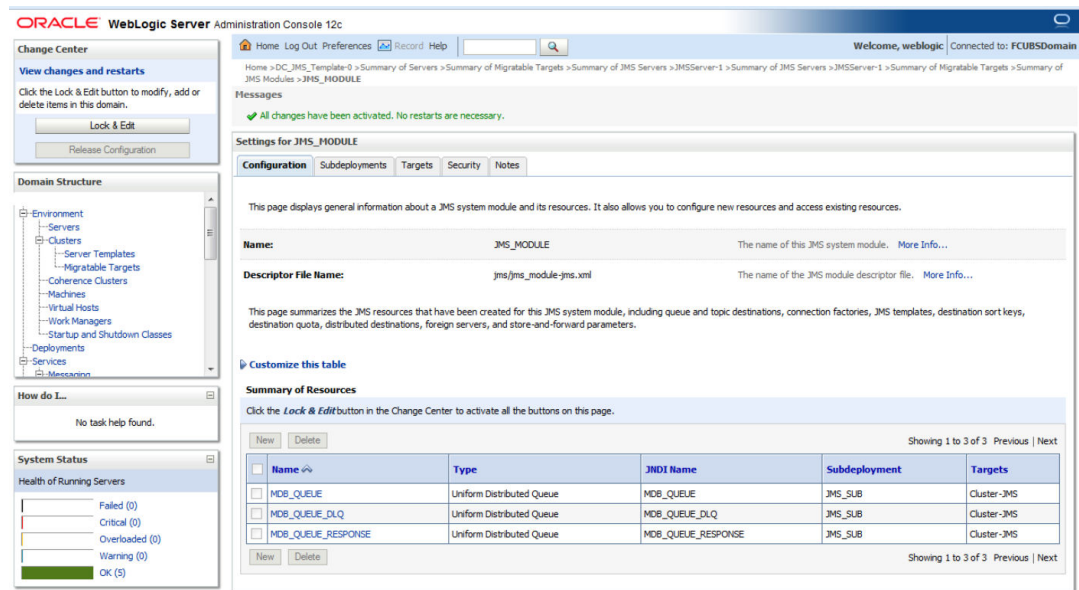 ORACLE WebLogic Server Administration Console 12c
Change Center
View changes and restarts
Click the Lock & Edit button to modify, add or
delete items in this domain.
Lock & Edit
Release Configuration
Domain Structure
Environment
Servers
Clusters
Server Templates
Migratable Targets
Coherence Clusters
Machines
Virtual Hosts
Work Managers
Startup and Shutdown Classes
Deployments
Services
Messaging
How do I...
No task help found.
System Status
Health of Running Servers
Failed (0)
Critical (0)
Overloaded (0)
Warning (0)
OK (5)
Home Log Out Preferences Record Help
Welcome, weblogic Connected to: FCUBSDomain
Home >DC_JMS_Template-0 >Summary of Servers >Summary of Migratable Targets >Summary of JMS Servers >JMSServer-1 >Summary of JMS Servers >JMSServer-1 >Summary of Migratable Targets >Summary of
JMS Modules >JMS_MODULE
Messages
All changes have been activated. No restarts are necessary.
Settings for JMS_MODULE
Configuration Subdeployments Targets Security Notes
This page displays general information about a JMS system module and its resources. It also allows you to configure new resources and access existing resources.
Name: JMS_MODULE The name of this JMS system module. More Info...
Descriptor File Name: jms/jms_module-jms.xml The name of the JMS module descriptor file. More Info...
This page summarizes the JMS resources that have been created for this JMS system module, including queue and topic destinations, connection factories, JMS templates, destination sort keys,
destination quota, distributed destinations, foreign servers, and store-and-forward parameters.
Customize this table
Summary of Resources
Click the Lock & Edit button in the Change Center to activate all the buttons on this page.
New Delete Showing 1 to 3 of 3 Previous | Next
Name Type JNDI Name Subdeployment Targets
MDB_QUEUE Uniform Distributed Queue MDB_QUEUE JMS_SUB Cluster-JMS
MDB_QUEUE_DLQ Uniform Distributed Queue MDB_QUEUE_DLQ JMS_SUB Cluster-JMS
MDB_QUEUE_RESPONSE Uniform Distributed Queue MDB_QUEUE_RESPONSE JMS_SUB Cluster-JMS
New Delete Showing 1 to 3 of 3 Previous | Next